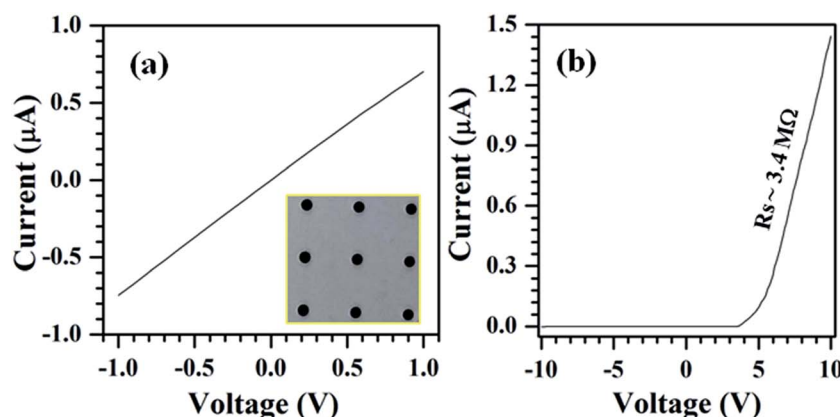 (a)
Current (μA)
1.0
0.5
0.0
-0.5
-1.0
-1.0 -0.5 0.0 0.5 1.0
Voltage (V)
(b)
Current (μA)
1.5
1.2
0.9
0.6
0.3
0.0
Rs ~ 3.4 MΩ
-10 -5 0 5 10
Voltage (V)